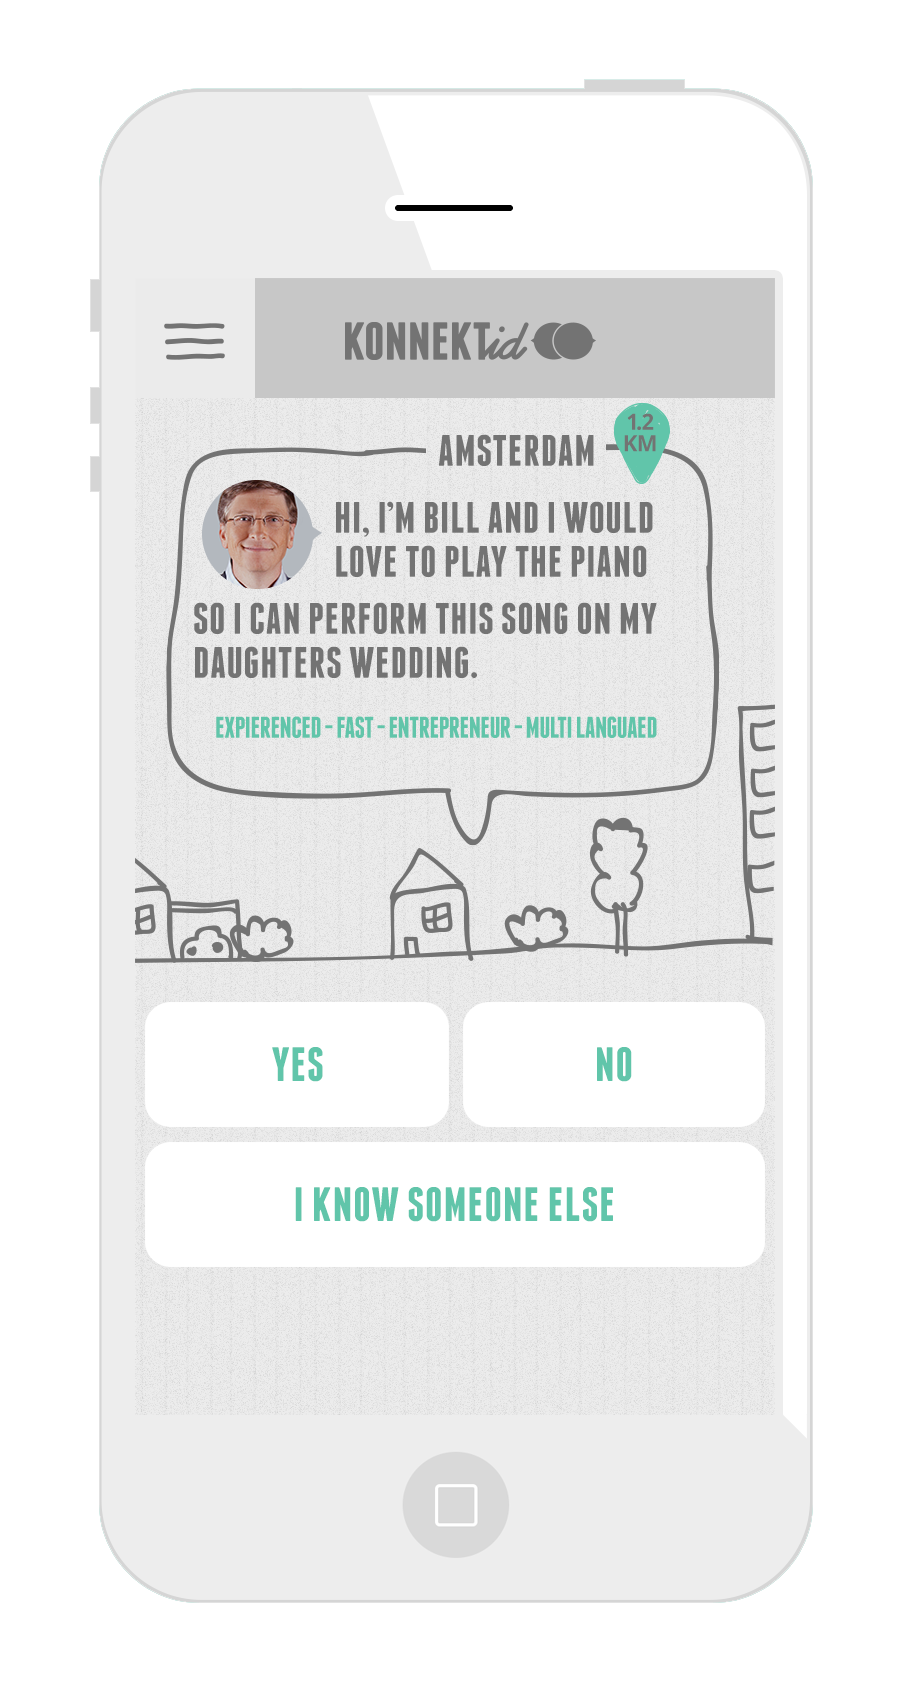 KONNEKTid
1.2
KM
AMSTERDAM
HI, I'M BILL AND I WOULD
LOVE TO PLAY THE PIANO
SO I CAN PERFORM THIS SONG ON MY
DAUGHTERS WEDDING.
EXPIERENCED - FAST - ENTREPRENEUR - MULTI LANGUAED
YES
NO
I KNOW SOMEONE ELSE